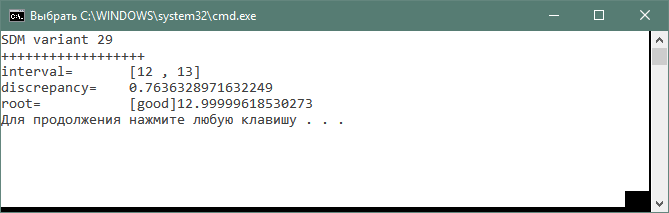 Выбрать C:\WINDOWS\system32\cmd.exe
SDM variant 29
++++++++++++++++++
interval= [12 , 13]
discrepancy= 0.7636328971632249
root= [good]12.99999618530273
Для продолжения нажмите любую клавишу . . .